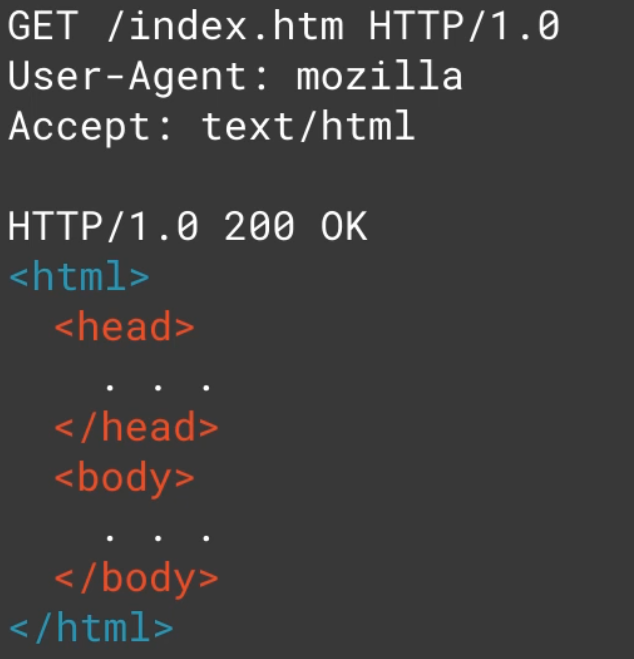 GET /index.htm HTTP/1.0
User-Agent: mozilla
Accept: text/html

HTTP/1.0 200 OK
<html>
  <head>
    . . .
  </head>
  <body>
    . . .
  </body>
</html>